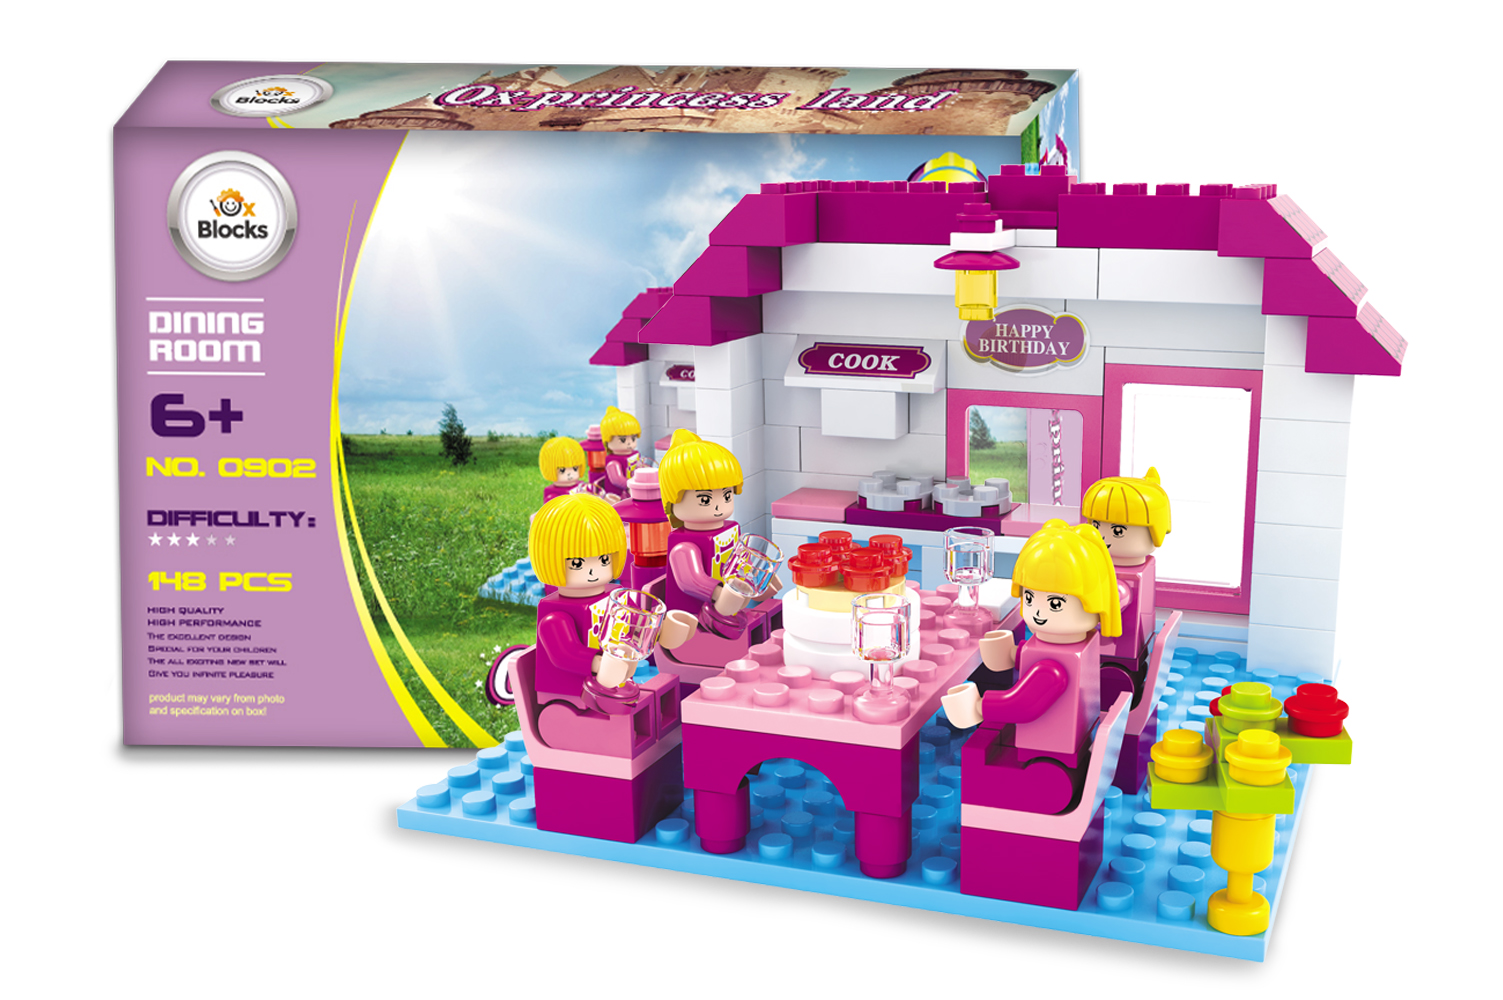 Ox
Blocks
Ox-princess land
Ox
Blocks
DINING
ROOM
6+
NO. 0902
DIFFICULTY:
148 PCS
HIGH QUALITY
HIGH PERFORMANCE
THE EXCELLENT DESIGN
SPECIAL FOR YOUR CHILDREN
THE ALL EXCITING NEW SET WILL
GIVE YOU INFINITE PLEASURE
product may vary from photo
and specification on box!
HAPPY
BIRTHDAY
COOK
CO